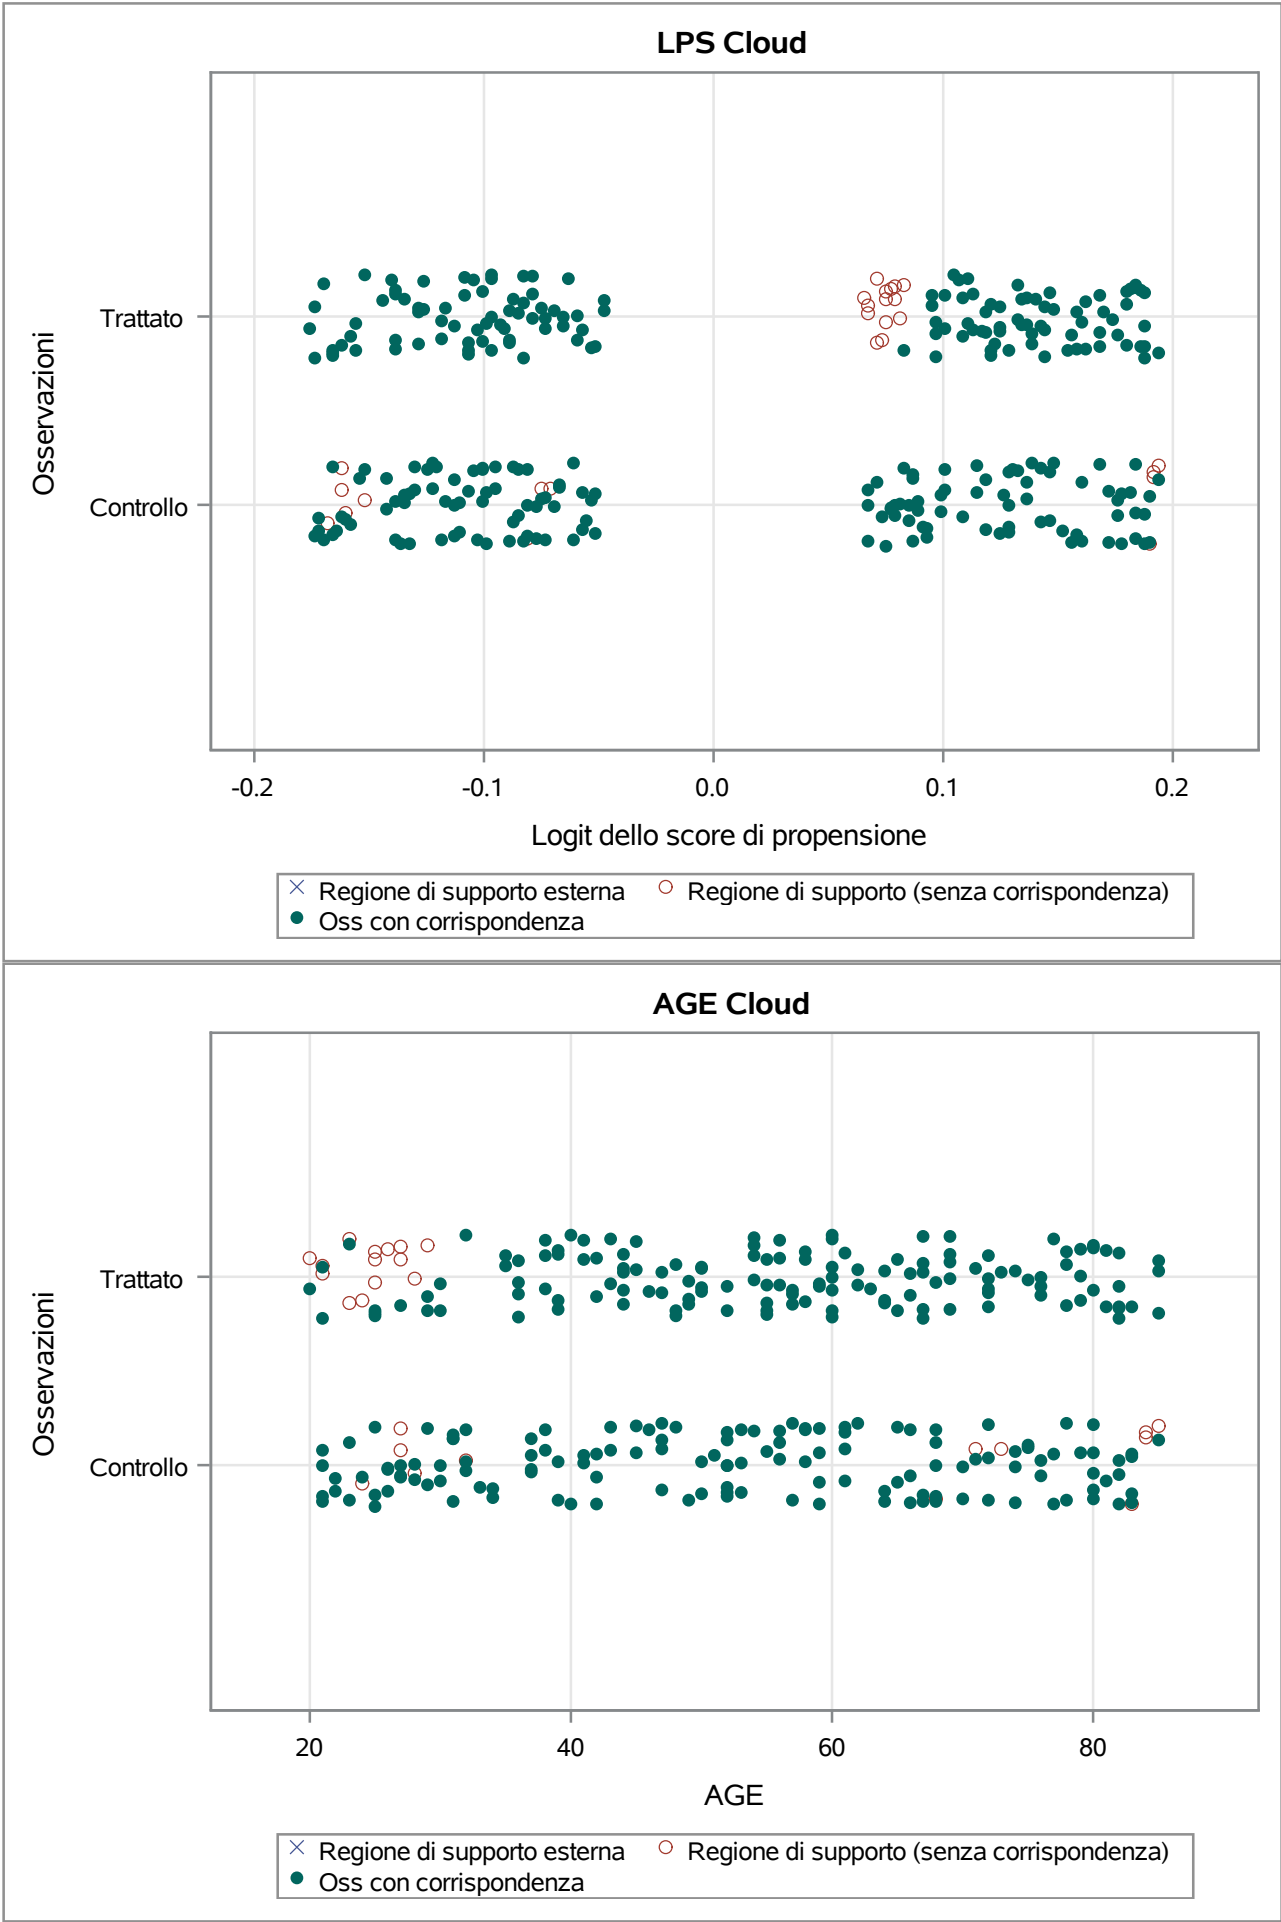 LPS Cloud
Osservazioni
Trattato
Controllo
-0.2 -0.1 0.0 0.1 0.2
Logit dello score di propensione
Regione di supporto esterna Regione di supporto (senza corrispondenza)
Oss con corrispondenza
AGE Cloud
Osservazioni
Trattato
Controllo
20 40 60 80
AGE
Regione di supporto esterna Regione di supporto (senza corrispondenza)
Oss con corrispondenza